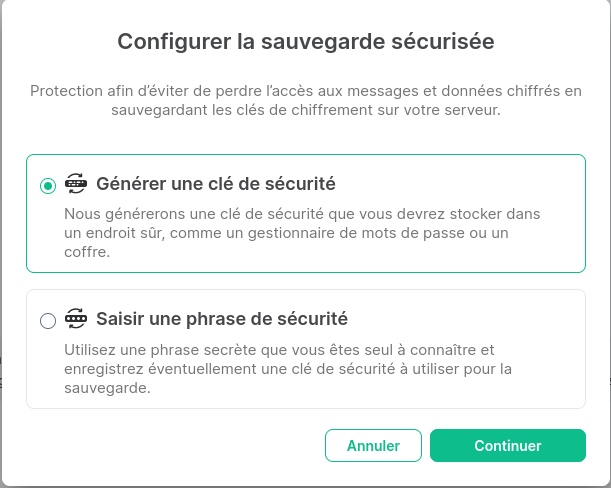 Configurer la sauvegarde sécurisée
Protection afin d’éviter de perdre l’accès aux messages et données chiffrés en
sauvegardant les clés de chiffrement sur votre serveur.
Générer une clé de sécurité
Nous générerons une clé de sécurité que vous devrez stocker dans
un endroit sûr, comme un gestionnaire de mots de passe ou un
coffre.
Saisir une phrase de sécurité
Utilisez une phrase secrète que vous êtes seul à connaître et
enregistrez éventuellement une clé de sécurité à utiliser pour la
sauvegarde.
Annuler
Continuer